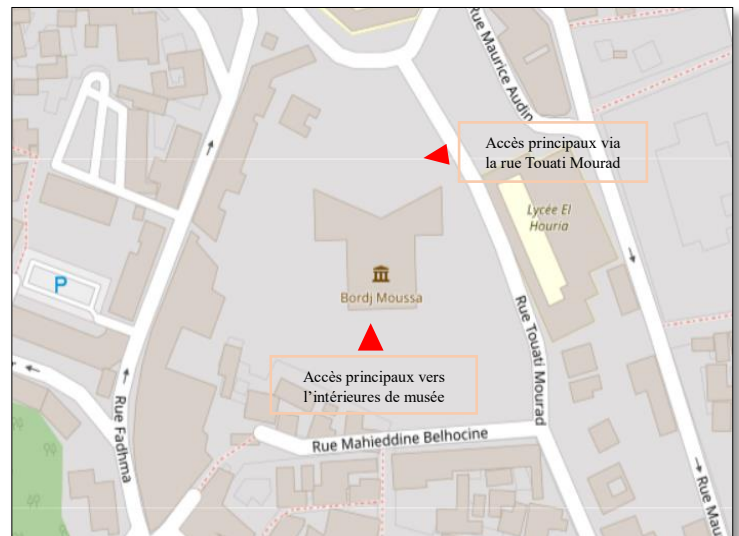 Rue Maurice Audin
Accès principaux via
la rue Touati Mourad
Lycée El
Houria
P
Bordj Moussa
Rue Touati Mourad
Accès principaux vers
l’intérieures de musée
Rue Fadhma
Rue Mahieddine Belhocine
Rue Mau